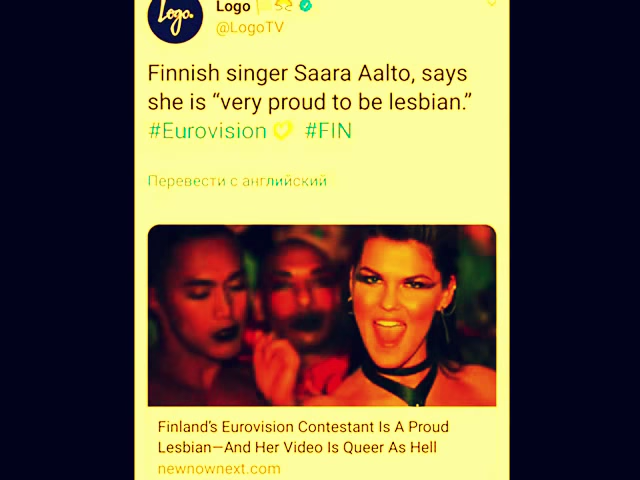 Logo.
Logo
@LogoTV
Finnish singer Saara Aalto, says
she is “very proud to be lesbian.”
#Eurovision #FIN
Перевести с английский
Finland’s Eurovision Contestant Is A Proud
Lesbian—And Her Video Is Queer As Hell
newnownext.com